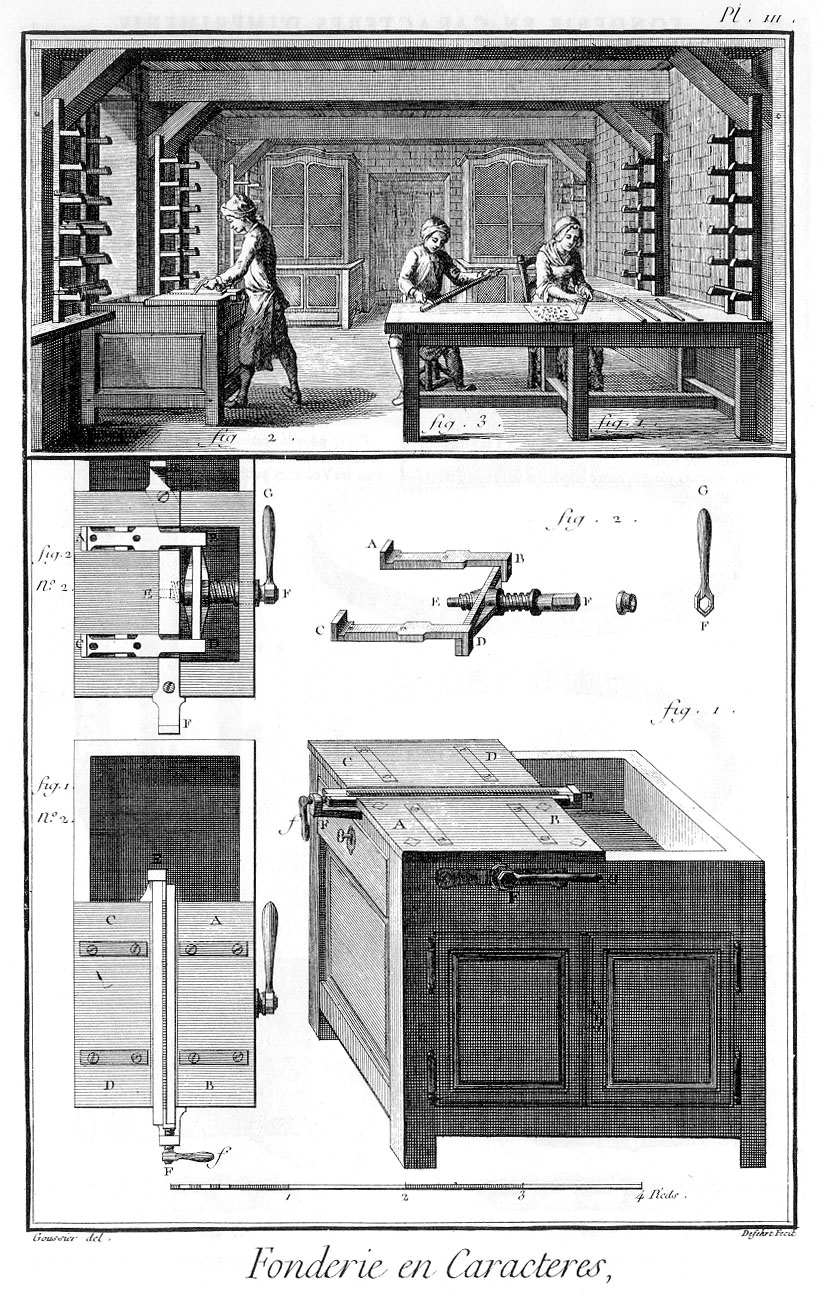 Pl. III.
fig. 2.
fig. 3.
fig. 1.
fig. 2
N.o 2.
A
B
C
D
E
F
G
F
fig. 2.
A
B
C
D
E
F
G
F
fig. 1.
fig. 1
N.o 2.
E
C
A
D
B
F
f
C
D
A
B
E
f
F
F
G
1
2
3
4 Pieds.
Goussier del.
Defehrt Fecit
Fonderie en Caracteres,